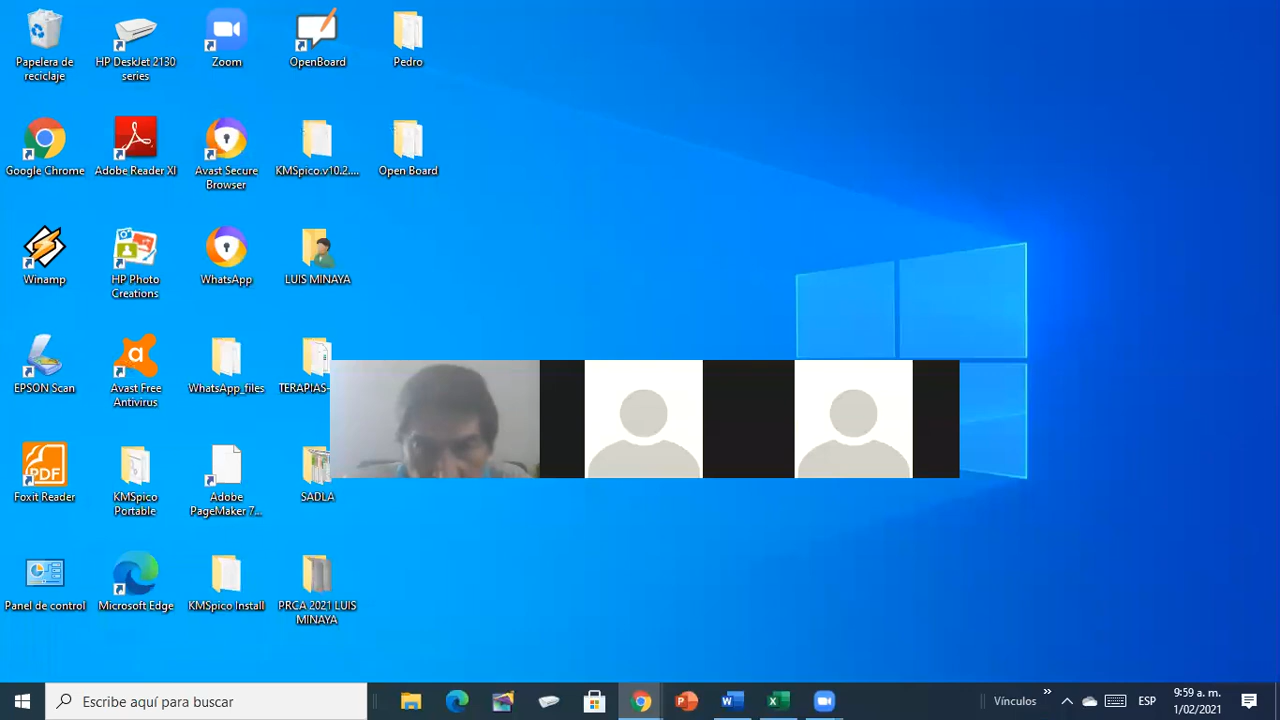 Papelera de
reciclaje
HP DeskJet 2130
series
Zoom
OpenBoard
Pedro
Google Chrome
Adobe Reader XI
Avast Secure
Browser
KMSpico.v10.2....
Open Board
Winamp
HP Photo
Creations
WhatsApp
LUIS MINAYA
EPSON Scan
Avast Free
Antivirus
WhatsApp_files
TERAPIAS-
Foxit Reader
KMSpico
Portable
Adobe
PageMaker 7....
SADLA
Panel de control
Microsoft Edge
KMSpico Install
PRCA 2021 LUIS
MINAYA
Escribe aquí para buscar
Vínculos
ESP
9:59 a. m.
1/02/2021